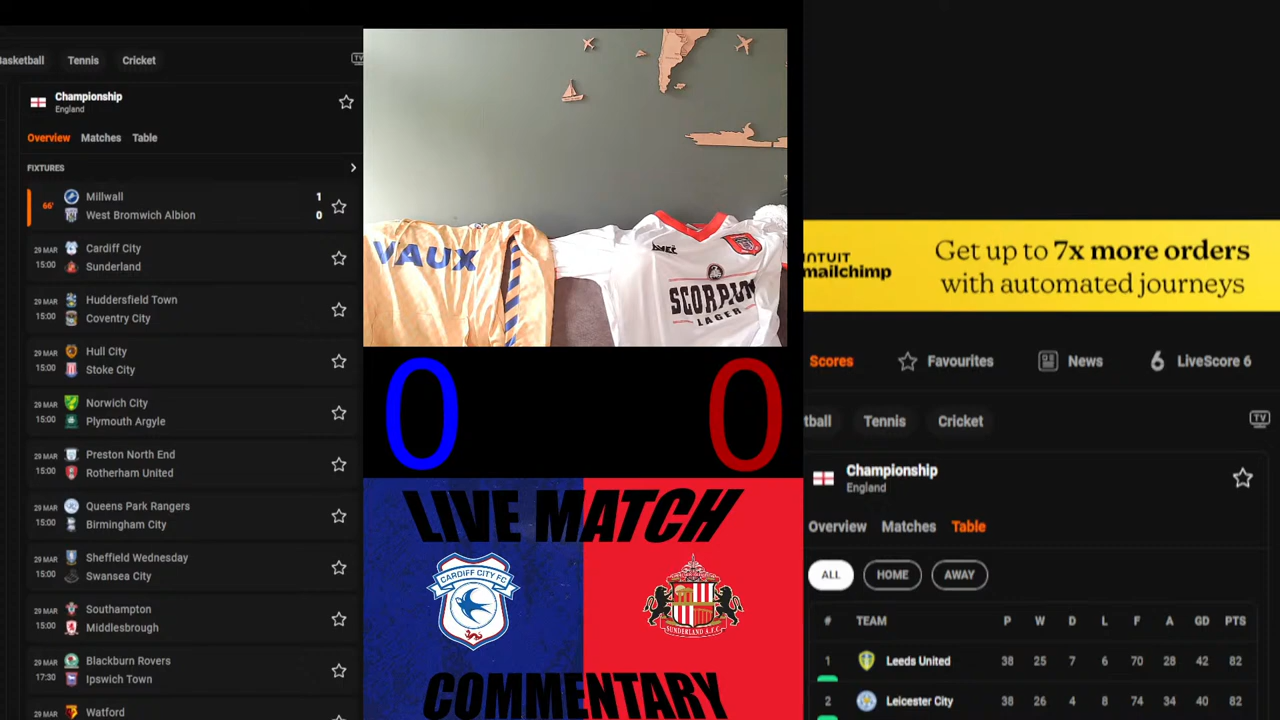 Basketball
Tennis
Cricket
TV
Championship
England
Overview
Matches
Table
FIXTURES
66'
Millwall
1
West Bromwich Albion
0
29 MAR
15:00
Cardiff City
Sunderland
29 MAR
15:00
Huddersfield Town
Coventry City
29 MAR
15:00
Hull City
Stoke City
29 MAR
15:00
Norwich City
Plymouth Argyle
29 MAR
15:00
Preston North End
Rotherham United
29 MAR
15:00
Queens Park Rangers
Birmingham City
29 MAR
15:00
Sheffield Wednesday
Swansea City
29 MAR
15:00
Southampton
Middlesbrough
29 MAR
17:30
Blackburn Rovers
Ipswich Town
Watford
VAUX
SCORPION
LAGER
0
0
LIVE MATCH
CARDIFF CITY FC
SUNDERLAND A.F.C
COMMENTARY
INTUIT
mailchimp
Get up to 7x more orders
with automated journeys
Scores
Favourites
News
6
LiveScore 6
tball
Tennis
Cricket
TV
Championship
England
Overview
Matches
Table
ALL
HOME
AWAY
# TEAM P W D L F A GD PTS
1 Leeds United 38 25 7 6 70 28 42 82
2 Leicester City 38 26 4 8 74 34 40 82